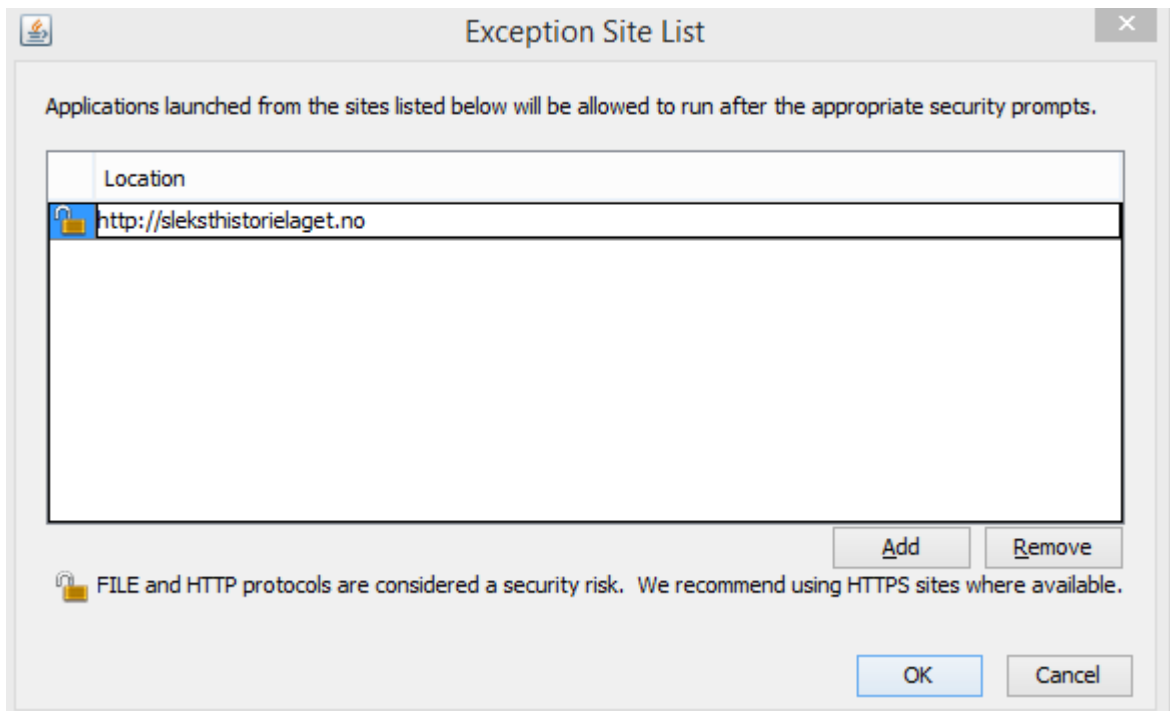 Exception Site List
Applications launched from the sites listed below will be allowed to run after the appropriate security prompts.
Location
http://sleksthistorielaget.no
Add Remove
FILE and HTTP protocols are considered a security risk. We recommend using HTTPS sites where available.
OK Cancel